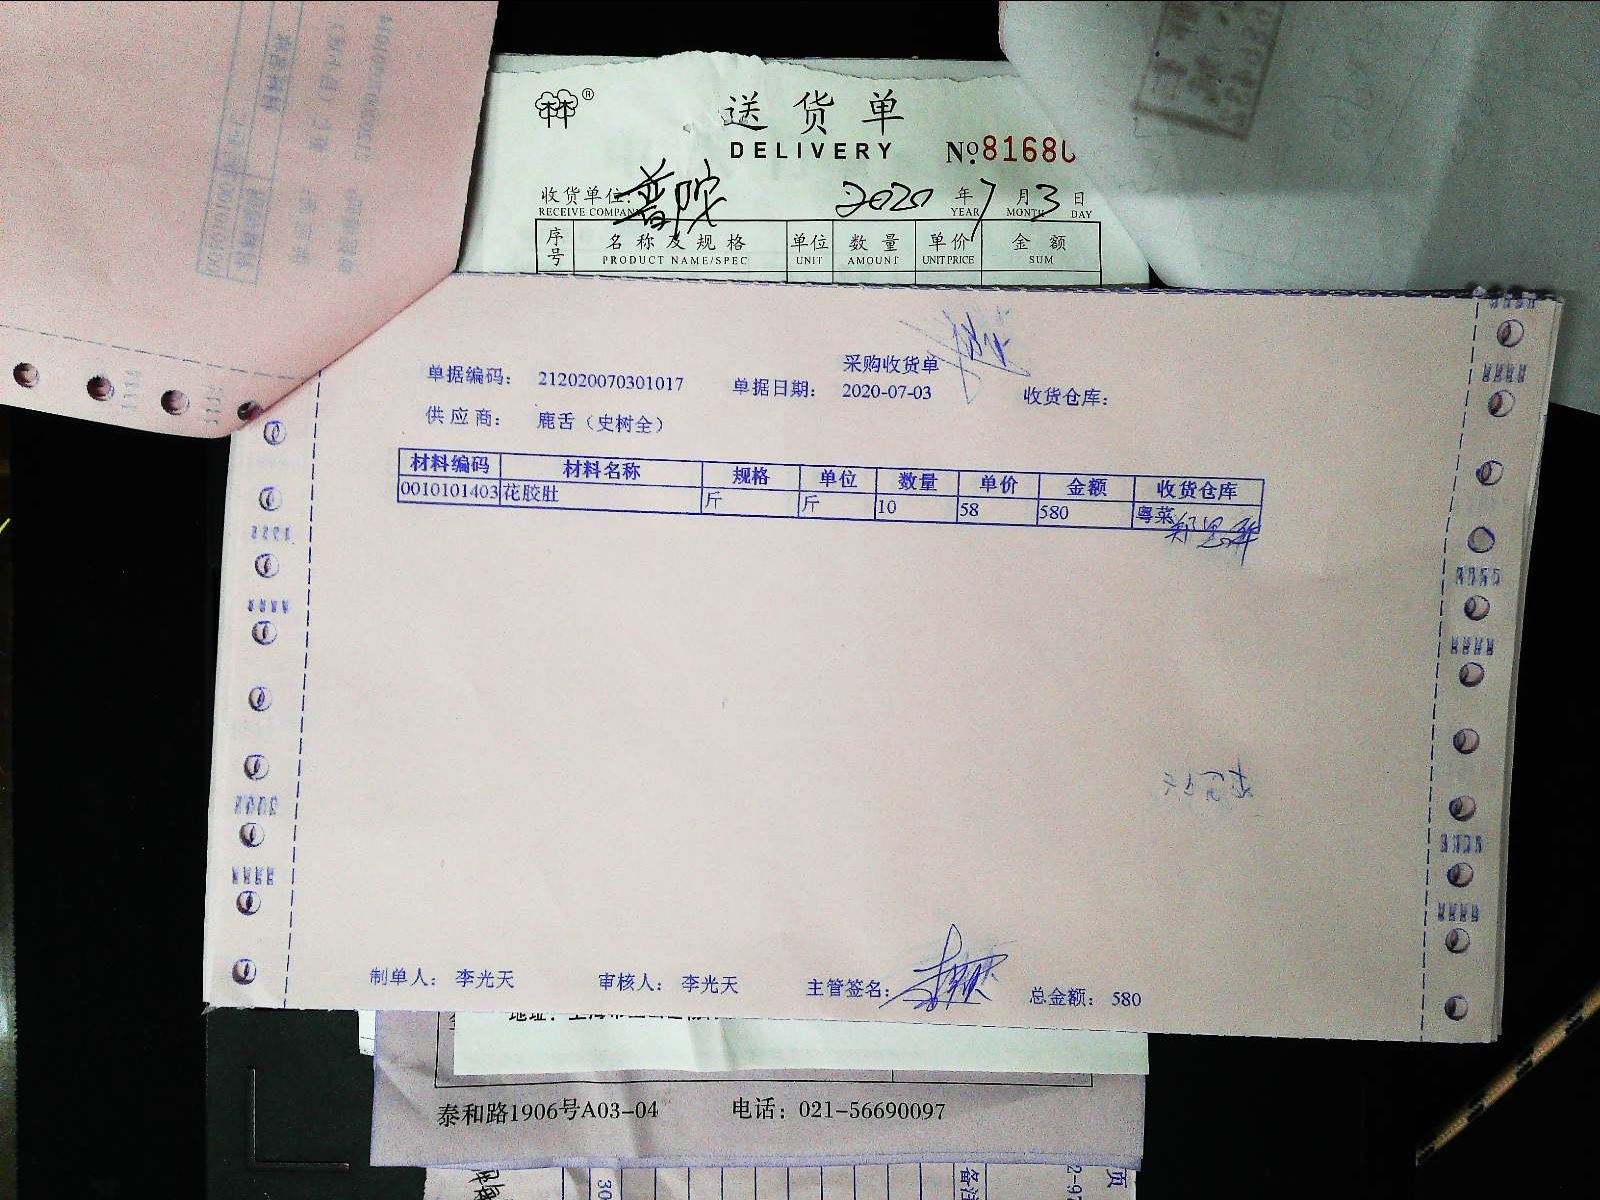 送货单
DELIVERY
№ 8168
收货单位: 普陀 2020 年 7 月 3 日
RECEIVE COMPANY YEAR MONTH DAY
序号 名称及规格 单位 数量 单价 金额
PRODUCT NAME/SPEC UNIT AMOUNT UNIT PRICE SUM
采购收货单
单据编码: 212020070301017 单据日期: 2020-07-03 收货仓库:
供应商: 鹿舌（史树全）
材料编码 材料名称 规格 单位 数量 单价 金额 收货仓库
0010101403 花胶肚 斤 斤 10 58 580 粤菜
制单人: 李光天 审核人: 李光天 主管签名: 总金额: 580
泰和路1906号A03-04 电话: 021-56690097
备注
页